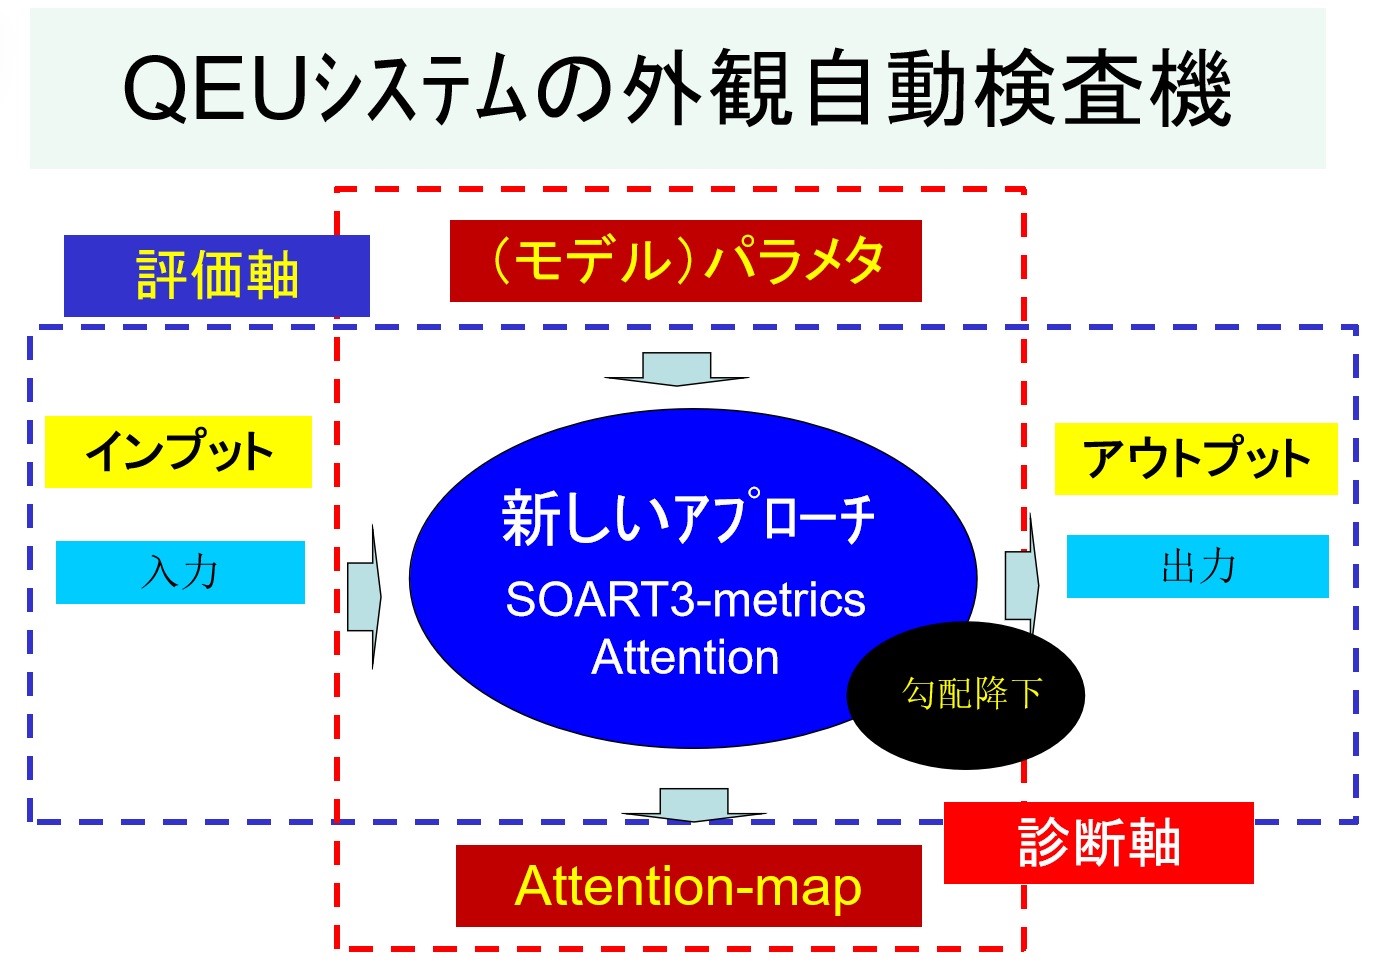 QEUｼｽﾃﾑの外観自動検査機
評価軸
（モデル）パラメタ
インプット
アウトプット
入力
出力
新しいｱﾌﾟﾛｰﾁ
SOART3-metrics
Attention
勾配降下
診断軸
Attention-map